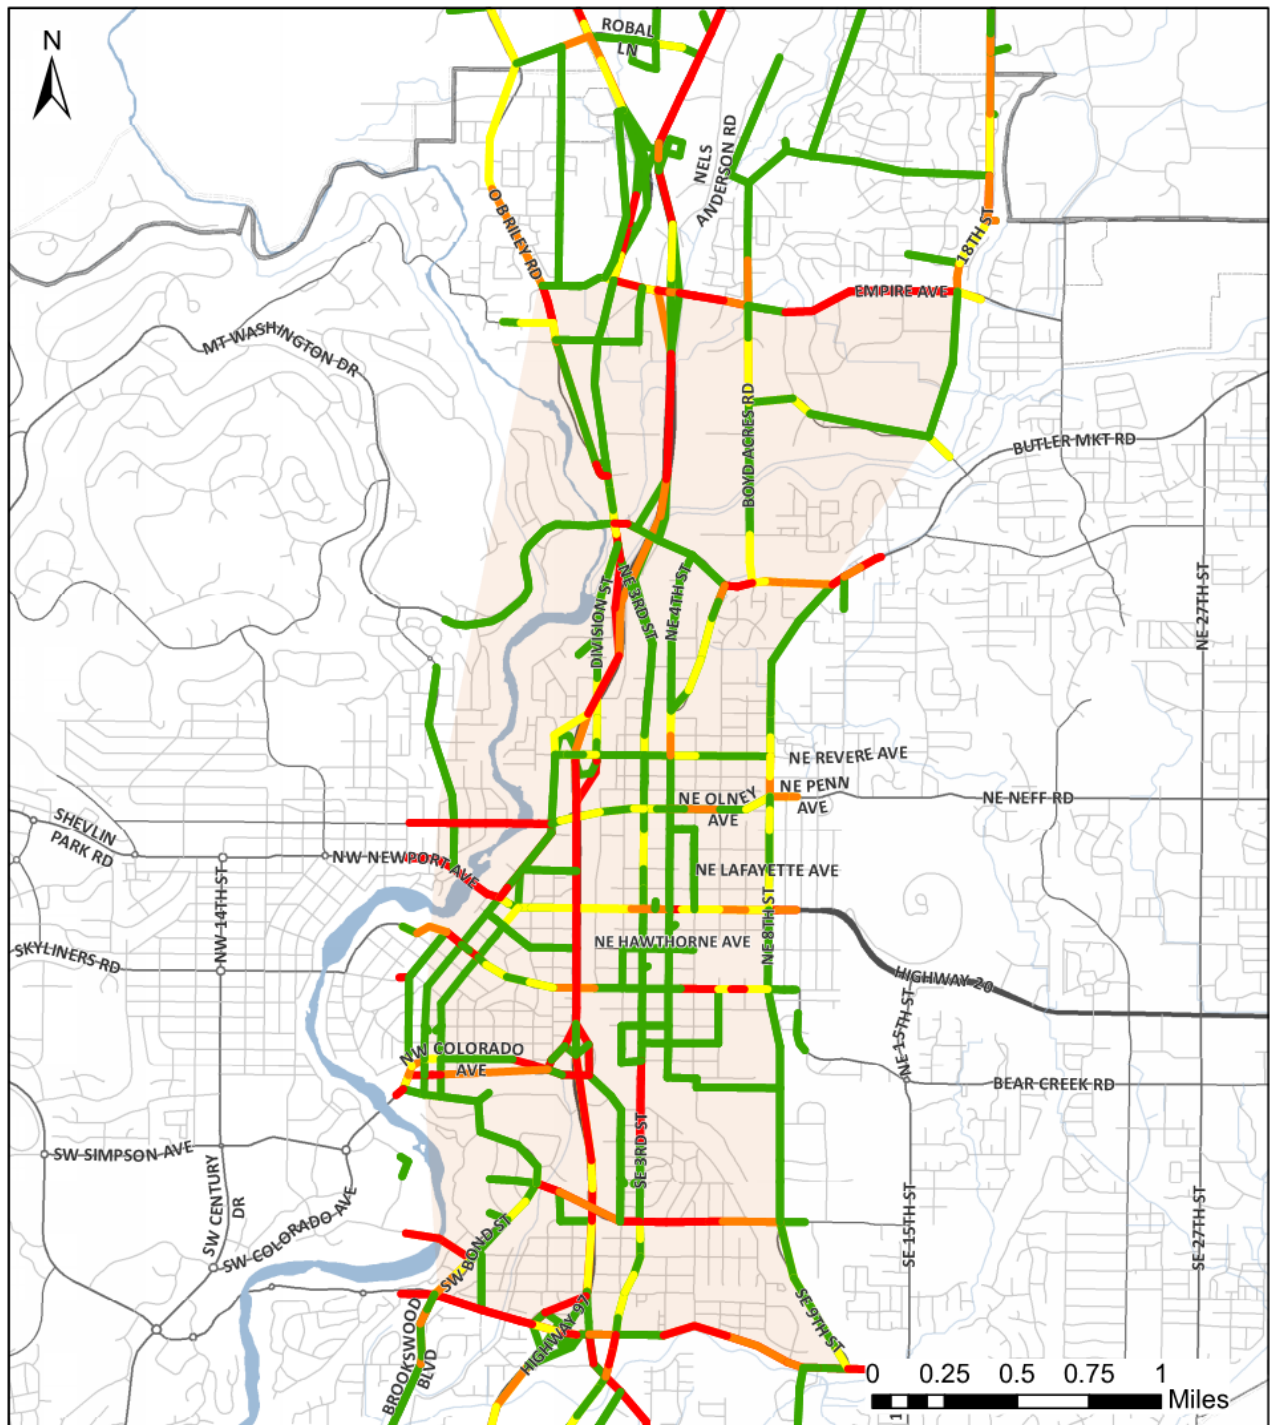 N
ROBAL
LN
NELS
ANDERSON RD
O B RILEY RD
18TH ST
EMPIRE AVE
MT WASHINGTON DR
BOYD ACRES RD
BUTLER MKT RD
NE 27TH ST
DIVISION ST
NE 3RD ST
NE 4TH ST
NE REVERE AVE
NE OLNEY
AVE
NE PENN
AVE
NE NEFF RD
SHEVLIN
PARK RD
NW NEWPORT AVE
NE LAFAYETTE AVE
NW 14TH ST
NE 8TH ST
NE HAWTHORNE AVE
SKYLINERS RD
HIGHWAY 20
NE 15TH ST
NW COLORADO
AVE
BEAR CREEK RD
SE 3RD ST
SW SIMPSON AVE
SW CENTURY
DR
SW COLORADO AVE
SW BOND ST
SE 15TH ST
SE 27TH ST
SE 9TH ST
HIGHWAY 97
BROOKSWOOD
BLVD
0 0.25 0.5 0.75 1
Miles